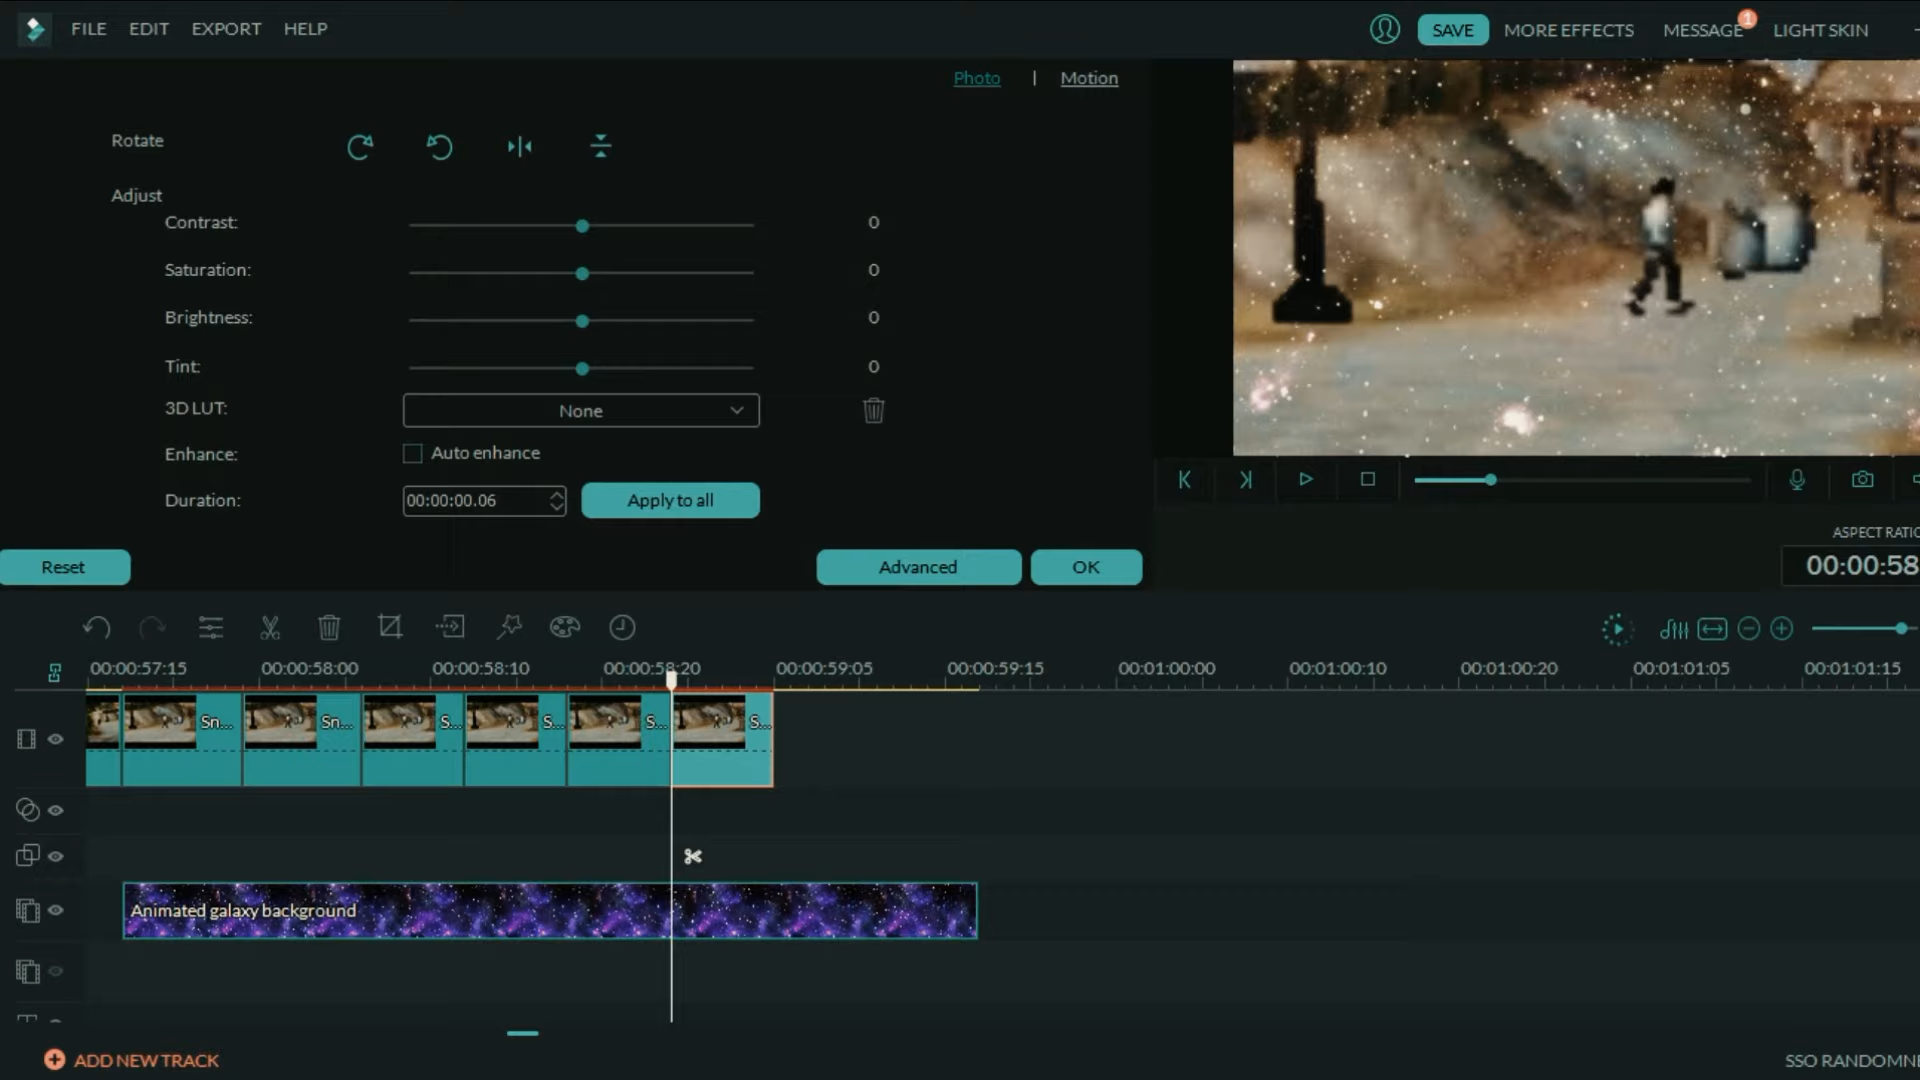 FILE EDIT EXPORT HELP
SAVE MORE EFFECTS MESSAGE 1 LIGHT SKIN
Photo | Motion
Rotate
Adjust
Contrast: 0
Saturation: 0
Brightness: 0
Tint: 0
3D LUT: None
Enhance: Auto enhance
Duration: 00:00:00.06 Apply to all
ASPECT RATIO
Reset Advanced OK 00:00:58
00:00:57:15 00:00:58:00 00:00:58:10 00:00:58:20 00:00:59:05 00:00:59:15 00:01:00:00 00:01:00:10 00:01:00:20 00:01:01:05 00:01:01:15
Sn... Sn... S... S... S... S...
Animated galaxy background
ADD NEW TRACK
SSO RANDOMNE